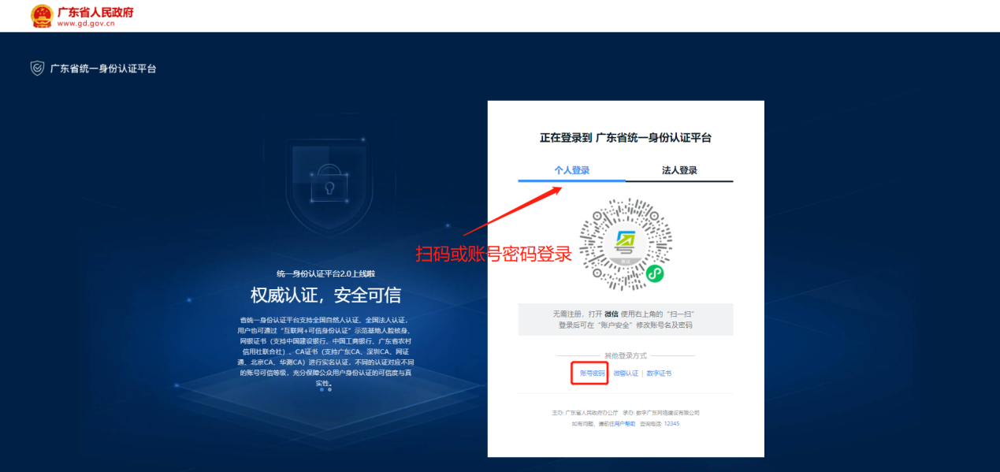 广东省人民政府
www.gd.gov.cn
广东省统一身份认证平台
正在登录到 广东省统一身份认证平台
个人登录
法人登录
扫码或账号密码登录
测试
统一身份认证平台2.0上线啦
权威认证，安全可信
省统一身份认证平台支持全国自然人认证、全国法人认证，
用户也可通过“互联网+可信身份认证”示范基地人脸核身、
网银证书（支持中国建设银行、中国工商银行、广东省农村
信用社联合社）、CA证书（支持广东CA、深圳CA、网证
通、北京CA、华测CA）进行实名认证，不同的认证对应不同
的账号可信等级，充分保障公众用户身份认证的可信度与真
实性。
无需注册，打开 微信 使用右上角的“扫一扫”
登录后可在“账户安全”修改账号名及密码
其他登录方式
账号密码 | 微警认证 | 数字证书
主办: 广东省人民政府办公厅 承办: 数字广东网络建设有限公司
如有问题，请前往用户帮助 咨询电话: 12345